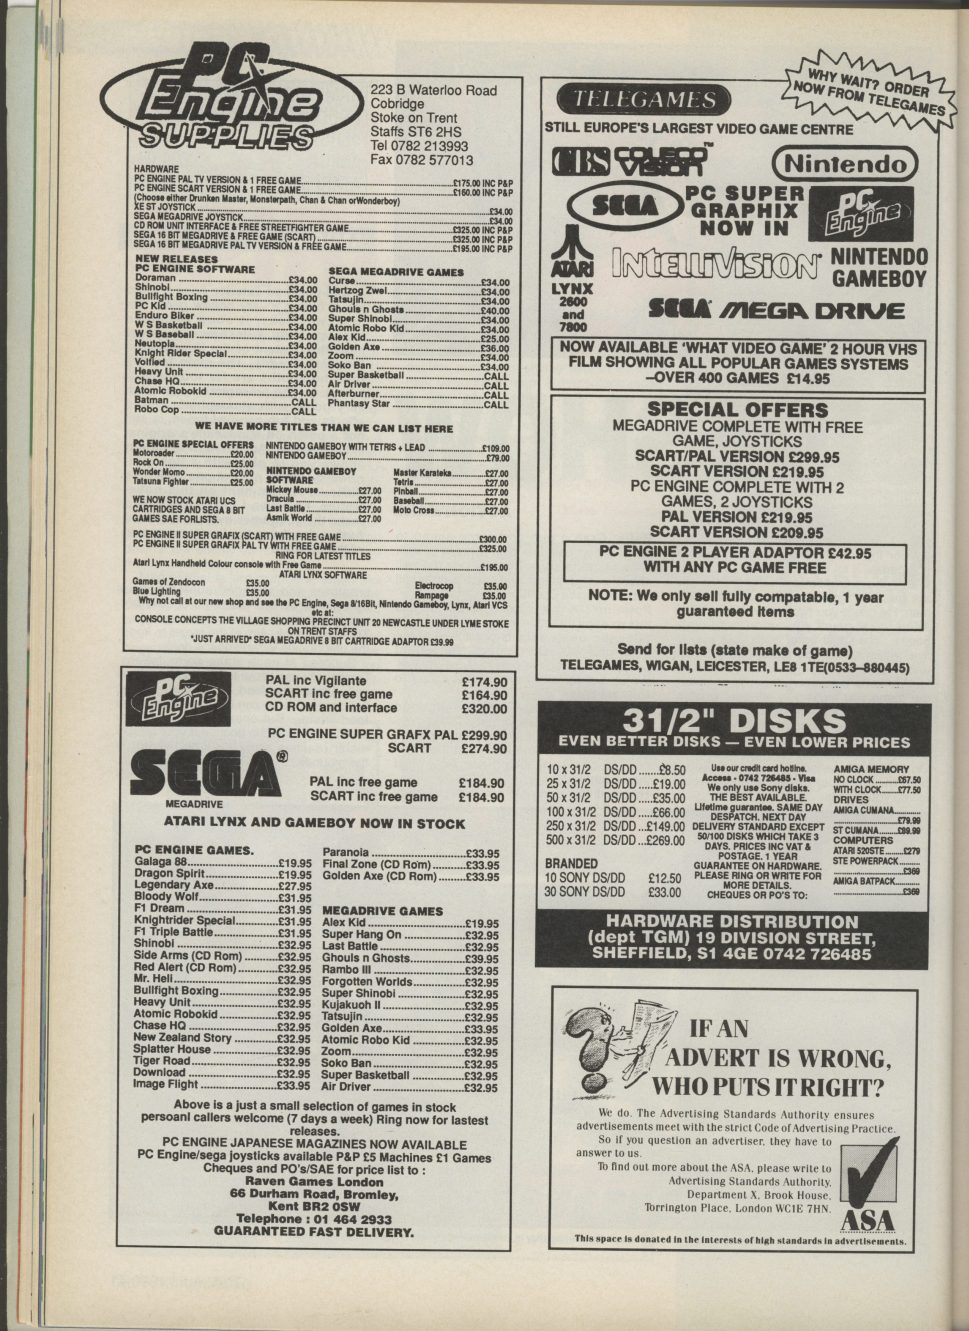 PC
Engine
SUPPLIES
223 B Waterloo Road
Cobridge
Stoke on Trent
Staffs ST6 2HS
Tel 0782 213993
Fax 0782 577013
HARDWARE
PC ENGINE PAL TV VERSION & 1 FREE GAME...£175.00 INC P&P
PC ENGINE SCART VERSION & 1 FREE GAME...£160.00 INC P&P
(Choose either Drunken Master, Monsterpath, Chan & Chan orWonderboy)
XE ST JOYSTICK...£34.00
SEGA MEGADRIVE JOYSTICK...£34.00
CD ROM UNIT INTERFACE & FREE STREETFIGHTER GAME...£325.00 INC P&P
SEGA 16 BIT MEGADRIVE & FREE GAME (SCART)...£325.00 INC P&P
SEGA 16 BIT MEGADRIVE PAL TV VERSION & FREE GAME...£195.00 INC P&P
NEW RELEASES
PC ENGINE SOFTWARE
Doraman...£34.00
Shinobi...£34.00
Bullfight Boxing...£34.00
PC Kid...£34.00
Enduro Biker...£34.00
W S Basketball...£34.00
W S Baseball...£34.00
Neutopia...£34.00
Knight Rider Special...£34.00
Volfied...£34.00
Heavy Unit...£34.00
Chase HQ...£34.00
Atomic Robokid...£34.00
Batman...CALL
Robo Cop...CALL
SEGA MEGADRIVE GAMES
Curse...£34.00
Hertzog Zwel...£34.00
Tatsujin...£34.00
Ghouls n Ghosts...£40.00
Super Shinobi...£34.00
Atomic Robo Kid...£34.00
Alex Kid...£25.00
Golden Axe...£36.00
Zoom...£34.00
Soko Ban...£34.00
Super Basketball...CALL
Air Driver...CALL
Afterburner...CALL
Phantasy Star...CALL
WE HAVE MORE TITLES THAN WE CAN LIST HERE
PC ENGINE SPECIAL OFFERS
Motoroader...£20.00
Rock On...£25.00
Wonder Momo...£20.00
Tatsuna Fighter...£25.00
WE NOW STOCK ATARI UCS
CARTRIDGES AND SEGA 8 BIT
GAMES SAE FORLISTS.
NINTENDO GAMEBOY WITH TETRIS + LEAD...£109.00
NINTENDO GAMEBOY...£79.00
NINTENDO GAMEBOY
SOFTWARE
Mickey Mouse...£27.00
Dracula...£27.00
Last Battle...£27.00
Asmik World...£27.00
Master Karateka...£27.00
Tetris...£27.00
Pinball...£27.00
Baseball...£27.00
Moto Cross...£27.00
PC ENGINE II SUPER GRAFIX (SCART) WITH FREE GAME...£300.00
PC ENGINE II SUPER GRAFIX PAL TV WITH FREE GAME...£325.00
RING FOR LATEST TITLES
Atari Lynx Handheld Colour console with Free Game...£195.00
ATARI LYNX SOFTWARE
Games of Zendocon £35.00 Electrocop £35.00
Blue Lighting £35.00 Rampage £35.00
Why not call at our new shop and see the PC Engine, Sega 8/16Bit, Nintendo Gameboy, Lynx, Atari VCS
etc at:
CONSOLE CONCEPTS THE VILLAGE SHOPPING PRECINCT UNIT 20 NEWCASTLE UNDER LYME STOKE
ON TRENT STAFFS
*JUST ARRIVED* SEGA MEGADRIVE 8 BIT CARTRIDGE ADAPTOR £39.99
PC
Engine
PAL inc Vigilante £174.90
SCART inc free game £164.90
CD ROM and interface £320.00
PC ENGINE SUPER GRAFX PAL £299.90
SCART £274.90
SEGA®
MEGADRIVE
PAL inc free game £184.90
SCART inc free game £184.90
ATARI LYNX AND GAMEBOY NOW IN STOCK
PC ENGINE GAMES.
Galaga 88...£19.95
Dragon Spirit...£19.95
Legendary Axe...£27.95
Bloody Wolf...£31.95
F1 Dream...£31.95
Knightrider Special...£31.95
F1 Triple Battle...£31.95
Shinobi...£32.95
Side Arms (CD Rom)...£32.95
Red Alert (CD Rom)...£32.95
Mr. Heli...£32.95
Bullfight Boxing...£32.95
Heavy Unit...£32.95
Atomic Robokid...£32.95
Chase HQ...£32.95
New Zealand Story...£32.95
Splatter House...£32.95
Tiger Road...£32.95
Download...£32.95
Image Flight...£33.95
Paranoia...£33.95
Final Zone (CD Rom)...£33.95
Golden Axe (CD Rom)...£33.95
MEGADRIVE GAMES
Alex Kid...£19.95
Super Hang On...£32.95
Last Battle...£32.95
Ghouls n Ghosts...£39.95
Rambo III...£32.95
Forgotten Worlds...£32.95
Super Shinobi...£32.95
Kujakuoh II...£32.95
Tatsujin...£32.95
Golden Axe...£33.95
Atomic Robo Kid...£32.95
Zoom...£32.95
Soko Ban...£32.95
Super Basketball...£32.95
Air Driver...£32.95
Above is a just a small selection of games in stock
persoanl callers welcome (7 days a week) Ring now for lastest
releases.
PC ENGINE JAPANESE MAGAZINES NOW AVAILABLE
PC Engine/sega joysticks available P&P £5 Machines £1 Games
Cheques and PO's/SAE for price list to :
Raven Games London
66 Durham Road, Bromley,
Kent BR2 0SW
Telephone : 01 464 2933
GUARANTEED FAST DELIVERY.
WHY WAIT? ORDER
NOW FROM TELEGAMES
TELEGAMES
STILL EUROPE'S LARGEST VIDEO GAME CENTRE
CBS COLECO VISION™
Nintendo
SEGA
PC SUPER
GRAPHIX
NOW IN
PC
Engine
ATARI
LYNX
2600
and
7800
INTELLIVISION
NINTENDO
GAMEBOY
SEGA MEGA DRIVE
NOW AVAILABLE 'WHAT VIDEO GAME' 2 HOUR VHS
FILM SHOWING ALL POPULAR GAMES SYSTEMS
–OVER 400 GAMES £14.95
SPECIAL OFFERS
MEGADRIVE COMPLETE WITH FREE
GAME, JOYSTICKS
SCART/PAL VERSION £299.95
SCART VERSION £219.95
PC ENGINE COMPLETE WITH 2
GAMES, 2 JOYSTICKS
PAL VERSION £219.95
SCART VERSION £209.95
PC ENGINE 2 PLAYER ADAPTOR £42.95
WITH ANY PC GAME FREE
NOTE: We only sell fully compatable, 1 year
guaranteed items
Send for lists (state make of game)
TELEGAMES, WIGAN, LEICESTER, LE8 1TE(0533–880445)
31/2" DISKS
EVEN BETTER DISKS — EVEN LOWER PRICES
10 x 31/2 DS/DD...£8.50
25 x 31/2 DS/DD...£19.00
50 x 31/2 DS/DD...£35.00
100 x 31/2 DS/DD...£66.00
250 x 31/2 DS/DD...£149.00
500 x 31/2 DS/DD...£269.00
BRANDED
10 SONY DS/DD £12.50
30 SONY DS/DD £33.00
Use our credit card hotline.
Access - 0742 726485 - Visa
We only use Sony disks.
THE BEST AVAILABLE.
Lifetime guarantee. SAME DAY
DESPATCH. NEXT DAY
DELIVERY STANDARD EXCEPT
50/100 DISKS WHICH TAKE 3
DAYS. PRICES INC VAT &
POSTAGE. 1 YEAR
GUARANTEE ON HARDWARE.
PLEASE RING OR WRITE FOR
MORE DETAILS.
CHEQUES OR PO'S TO:
AMIGA MEMORY
NO CLOCK...£67.50
WITH CLOCK...£77.50
DRIVES
AMIGA CUMANA...
£79.99
ST CUMANA...£89.99
COMPUTERS
ATARI 520STE...£279
STE POWERPACK...
£369
AMIGA BATPACK...
£369
HARDWARE DISTRIBUTION
(dept TGM) 19 DIVISION STREET,
SHEFFIELD, S1 4GE 0742 726485
IF AN
ADVERT IS WRONG,
WHO PUTS IT RIGHT?
We do. The Advertising Standards Authority ensures
advertisements meet with the strict Code of Advertising Practice.
So if you question an advertiser, they have to
answer to us.
To find out more about the ASA, please write to
Advertising Standards Authority,
Department X, Brook House,
Torrington Place, London WC1E 7HN.
ASA
This space is donated in the interests of high standards in advertisements.